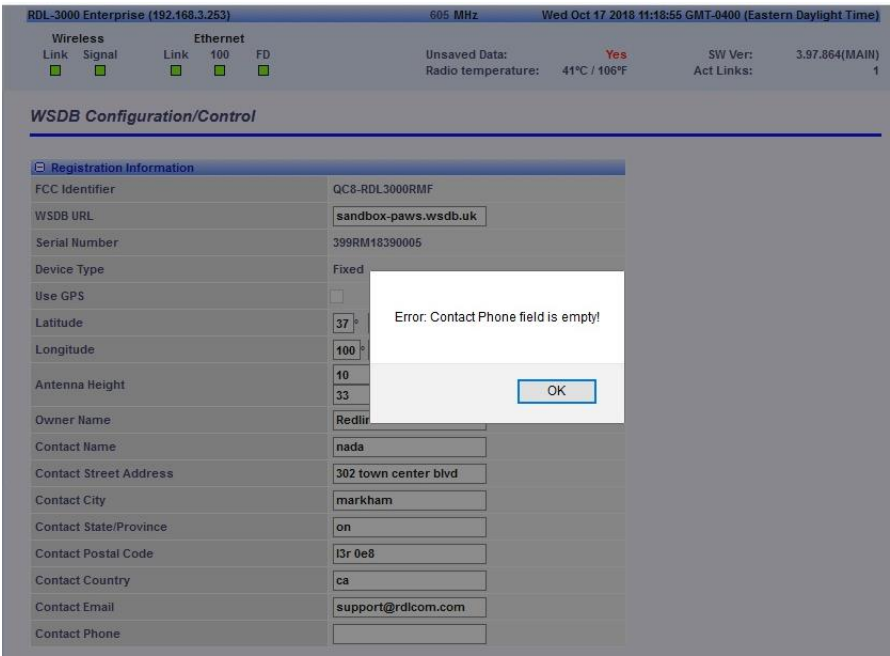 RDL-3000 Enterprise (192.168.3.253) 605 MHz Wed Oct 17 2018 11:18:55 GMT-0400 (Eastern Daylight Time)
Wireless Ethernet
Link Signal Link 100 FD Unsaved Data: Yes SW Ver: 3.97.864(MAIN)
Radio temperature: 41ºC / 106ºF Act Links: 1
WSDB Configuration/Control
Registration Information
FCC Identifier QC8-RDL3000RMF
WSDB URL sandbox-paws.wsdb.uk
Serial Number 399RM18390005
Device Type Fixed
Use GPS
Latitude 37 º
Longitude 100 º
Antenna Height 10
33
Error: Contact Phone field is empty!
OK
Owner Name
Contact Name nada
Contact Street Address 302 town center blvd
Contact City markham
Contact State/Province on
Contact Postal Code l3r 0e8
Contact Country ca
Contact Email support@rdlcom.com
Contact Phone